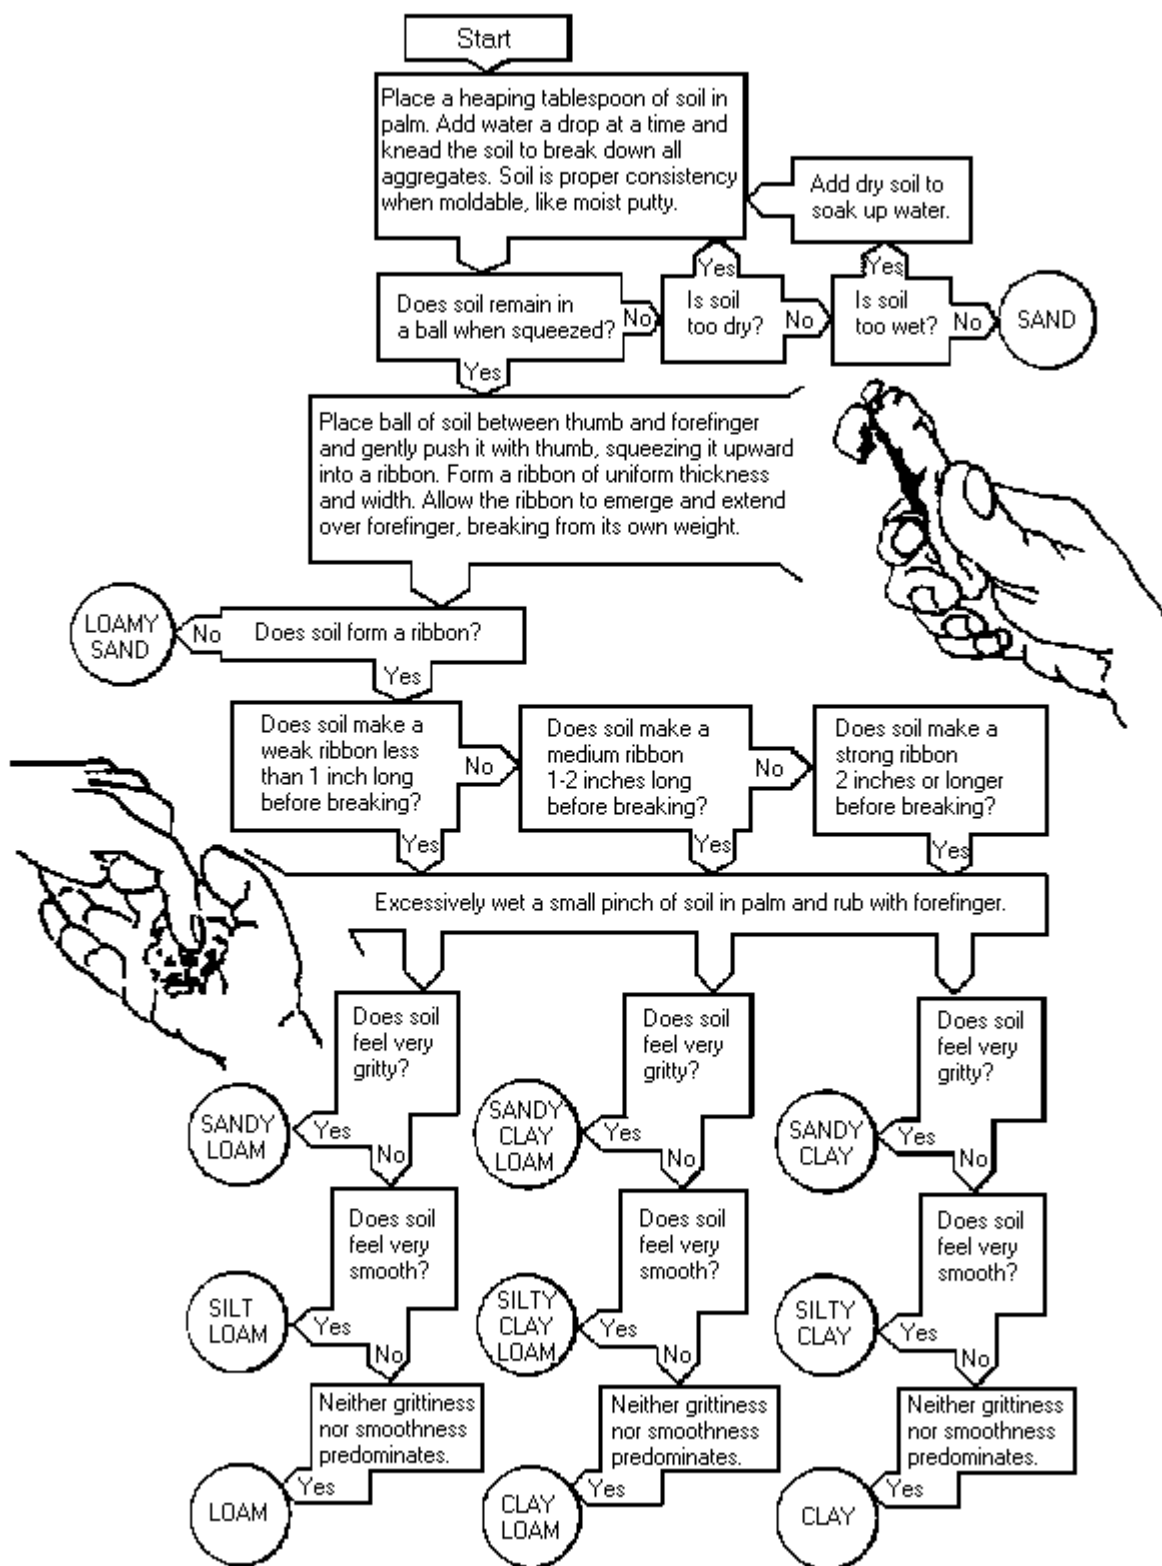 Start
Place a heaping tablespoon of soil in
palm. Add water a drop at a time and
knead the soil to break down all
aggregates. Soil is proper consistency
when moldable, like moist putty.
Add dry soil to
soak up water.
Yes
Yes
Does soil remain in
a ball when squeezed?
No
Is soil
too dry?
No
Is soil
too wet?
No
SAND
Yes
Place ball of soil between thumb and forefinger
and gently push it with thumb, squeezing it upward
into a ribbon. Form a ribbon of uniform thickness
and width. Allow the ribbon to emerge and extend
over forefinger, breaking from its own weight.
LOAMY
SAND
No
Does soil form a ribbon?
Yes
Does soil make a
weak ribbon less
than 1 inch long
before breaking?
No
Does soil make a
medium ribbon
1-2 inches long
before breaking?
No
Does soil make a
strong ribbon
2 inches or longer
before breaking?
Yes
Yes
Yes
Excessively wet a small pinch of soil in palm and rub with forefinger.
Does soil
feel very
gritty?
Does soil
feel very
gritty?
Does soil
feel very
gritty?
SANDY
LOAM
Yes
No
SANDY
CLAY
LOAM
Yes
No
SANDY
CLAY
Yes
No
Does soil
feel very
smooth?
Does soil
feel very
smooth?
Does soil
feel very
smooth?
SILT
LOAM
Yes
No
SILTY
CLAY
LOAM
Yes
No
SILTY
CLAY
Yes
No
Neither grittiness
nor smoothness
predominates.
Neither grittiness
nor smoothness
predominates.
Neither grittiness
nor smoothness
predominates.
LOAM
Yes
CLAY
LOAM
Yes
CLAY
Yes